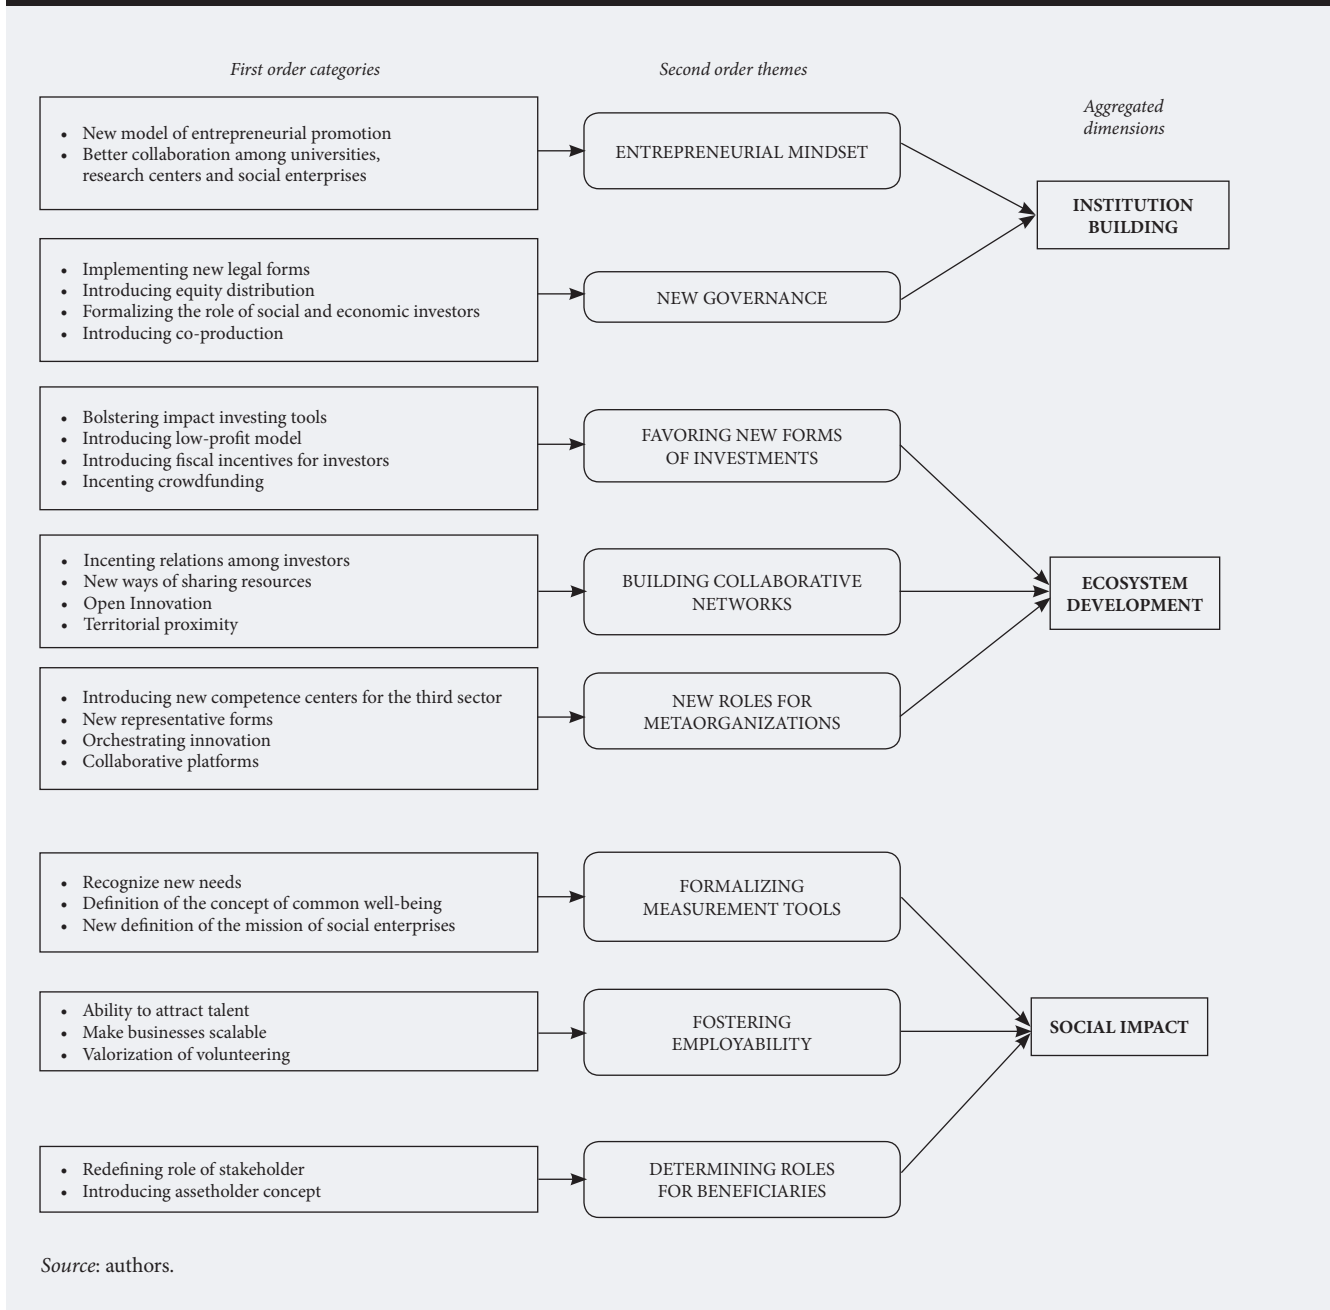 First order categories
Second order themes
Aggregated
dimensions
• New model of entrepreneurial promotion
• Better collaboration among universities,
research centers and social enterprises
ENTREPRENEURIAL MINDSET
INSTITUTION
BUILDING
• Implementing new legal forms
• Introducing equity distribution
• Formalizing the role of social and economic investors
• Introducing co-production
NEW GOVERNANCE
• Bolstering impact investing tools
• Introducing low-profit model
• Introducing fiscal incentives for investors
• Incenting crowdfunding
FAVORING NEW FORMS
OF INVESTMENTS
• Incenting relations among investors
• New ways of sharing resources
• Open Innovation
• Territorial proximity
BUILDING COLLABORATIVE
NETWORKS
ECOSYSTEM
DEVELOPMENT
• Introducing new competence centers for the third sector
• New representative forms
• Orchestrating innovation
• Collaborative platforms
NEW ROLES FOR
METAORGANIZATIONS
• Recognize new needs
• Definition of the concept of common well-being
• New definition of the mission of social enterprises
FORMALIZING
MEASUREMENT TOOLS
• Ability to attract talent
• Make businesses scalable
• Valorization of volunteering
FOSTERING
EMPLOYABILITY
SOCIAL IMPACT
• Redefining role of stakeholder
• Introducing assetholder concept
DETERMINING ROLES
FOR BENEFICIARIES
Source: authors.